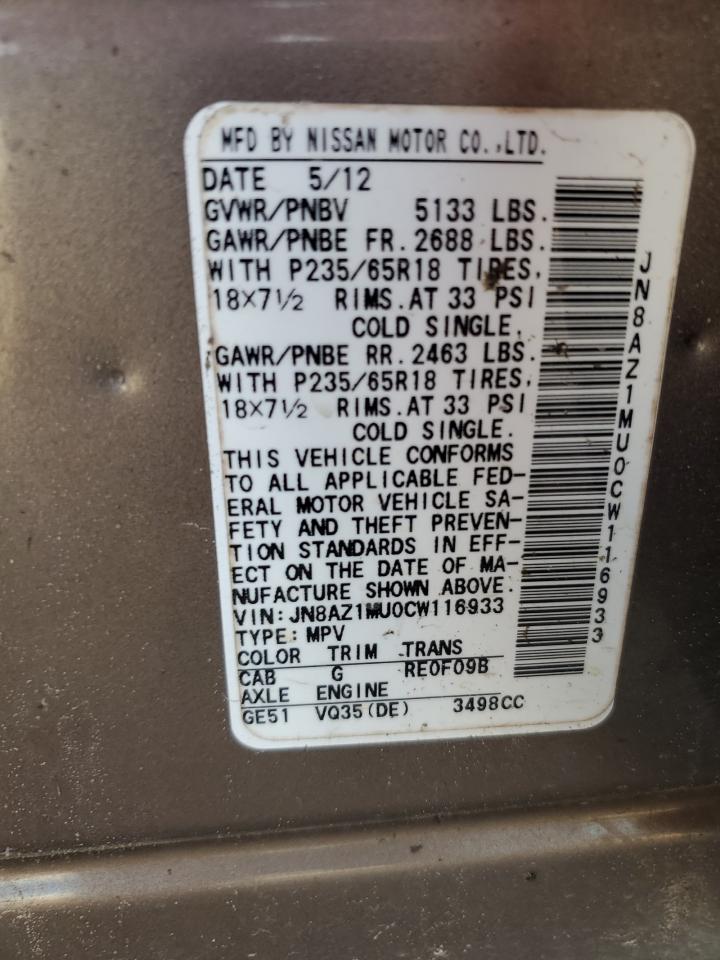 MFD BY NISSAN MOTOR CO.,LTD.
DATE 5/12
GVWR/PNBV 5133 LBS.
GAWR/PNBE FR. 2688 LBS.
WITH P235/65R18 TIRES,
18×7½ RIMS. AT 33 PSI
COLD SINGLE.
GAWR/PNBE RR. 2463 LBS.
WITH P235/65R18 TIRES,
18×7½ RIMS. AT 33 PSI
COLD SINGLE.
THIS VEHICLE CONFORMS
TO ALL APPLICABLE FED-
ERAL MOTOR VEHICLE SA-
FETY AND THEFT PREVEN-
TION STANDARDS IN EFF-
ECT ON THE DATE OF MA-
NUFACTURE SHOWN ABOVE.
VIN: JN8AZ1MU0CW116933
TYPE: MPV
COLOR TRIM TRANS
CAB G RE0F09B
AXLE ENGINE
GE51 VQ35(DE) 3498CC
JN8AZ1MU0CW116933